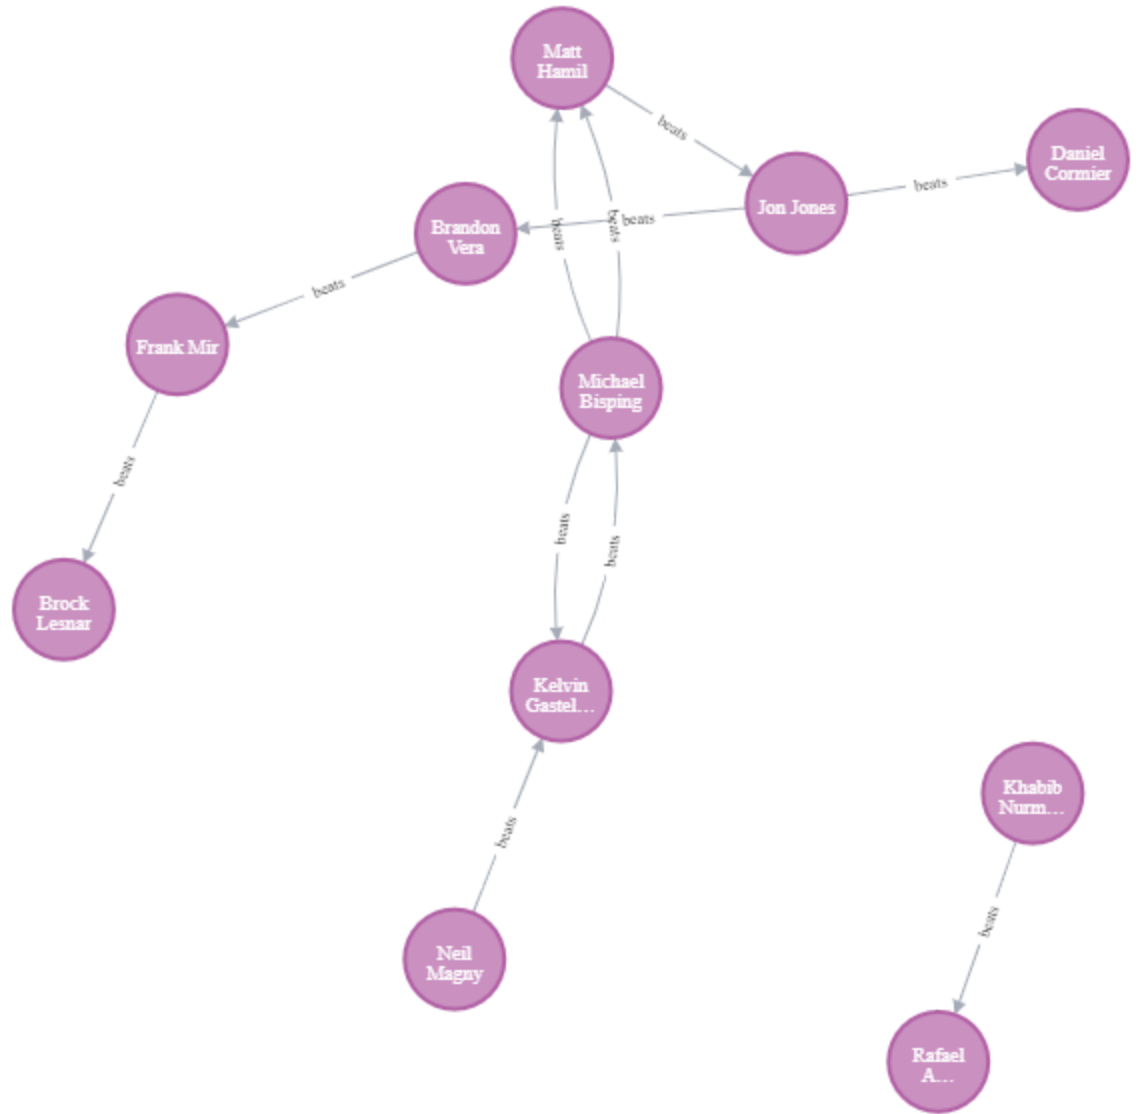 Matt
Hamil
beats
Daniel
Cormier
beats
Jon Jones
beats
Brandon
Vera
beats
beats
beats
Frank Mir
Michael
Bisping
beats
beats
beats
Brock
Lesnar
Kelvin
Gastel...
Khabib
Nurm...
beats
beats
Neil
Magny
Rafael
A...